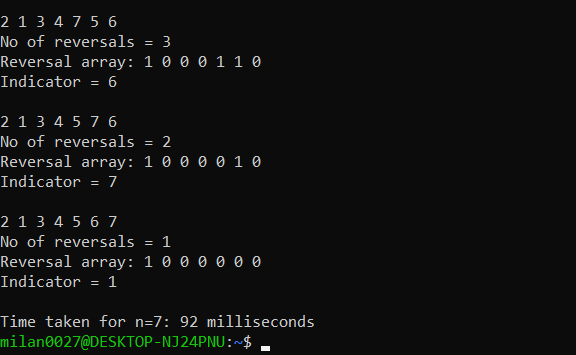 2 1 3 4 7 5 6
No of reversals = 3
Reversal array: 1 0 0 0 1 1 0
Indicator = 6
2 1 3 4 5 7 6
No of reversals = 2
Reversal array: 1 0 0 0 0 1 0
Indicator = 7
2 1 3 4 5 6 7
No of reversals = 1
Reversal array: 1 0 0 0 0 0 0
Indicator = 1
Time taken for n=7: 92 milliseconds
milan0027@DESKTOP-NJ24PNU:~$